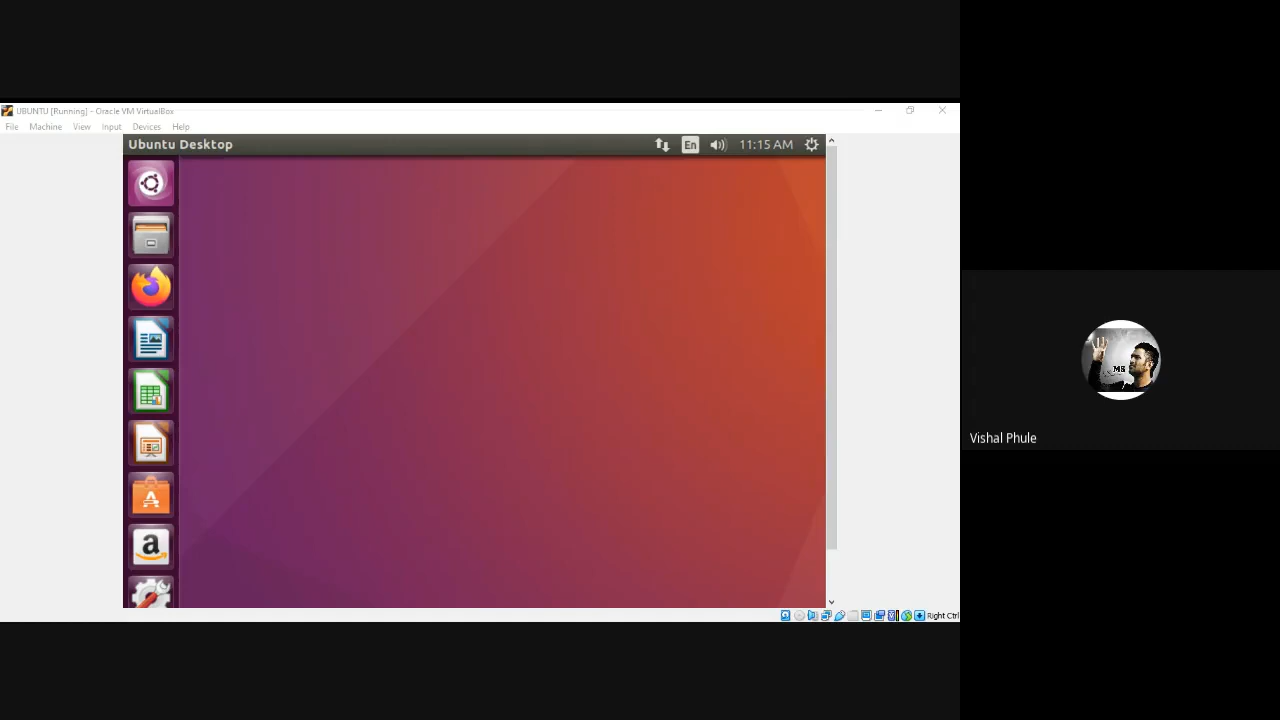 UBUNTU [Running] - Oracle VM VirtualBox
File Machine View Input Devices Help
Ubuntu Desktop En 11:15 AM
Right Ctrl
MS
Vishal Phule